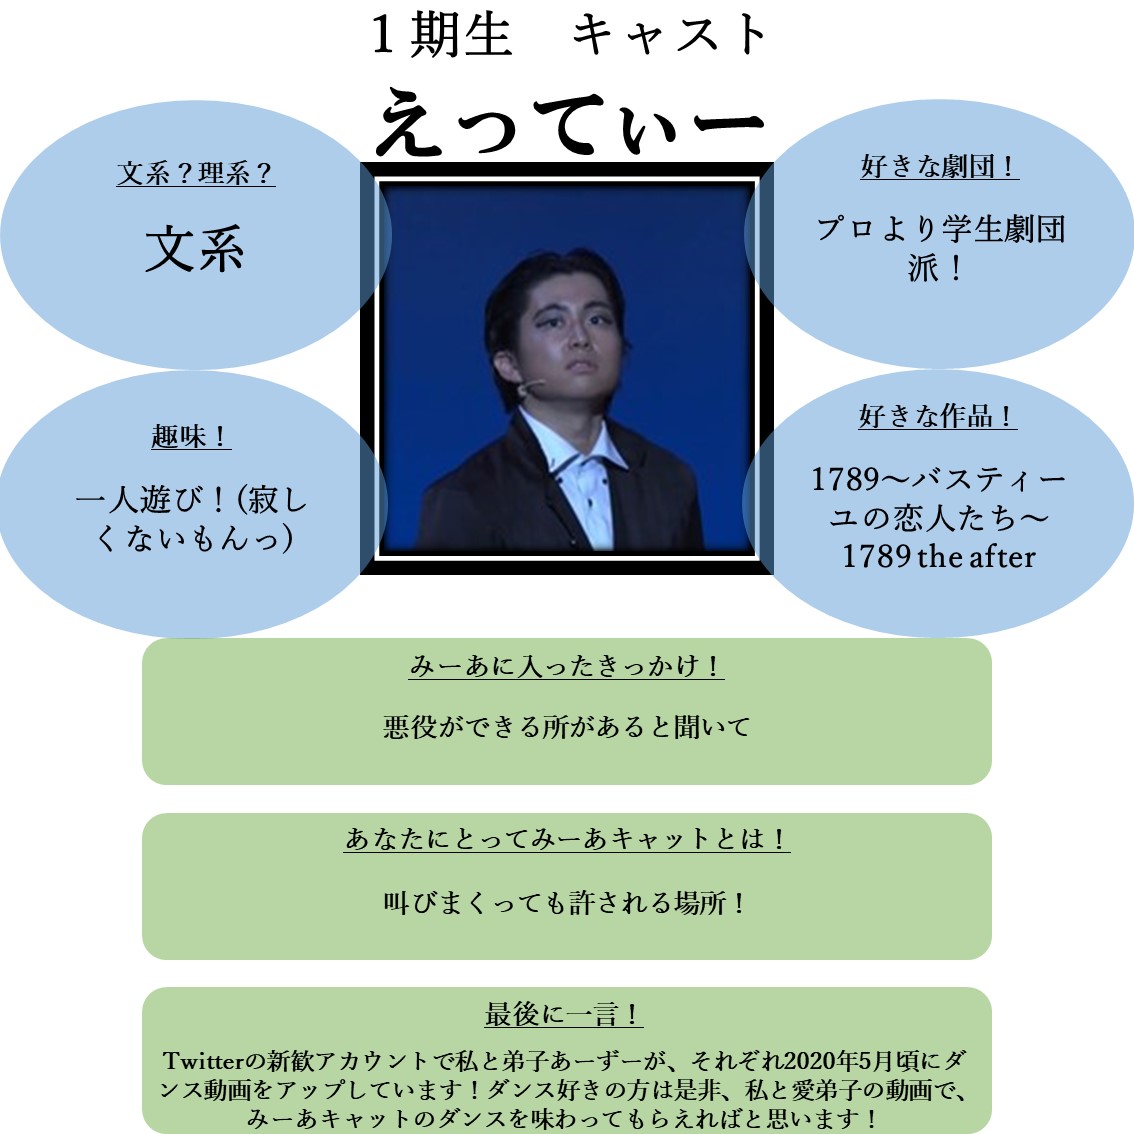 １期生　キャスト
えってぃー
文系？理系？
文系
好きな劇団！
プロより学生劇団
派！
趣味！
一人遊び！(寂し
くないもんっ)
好きな作品！
1789～バスティー
ユの恋人たち～
1789 the after
みーあに入ったきっかけ！
悪役ができる所があると聞いて
あなたにとってみーあキャットとは！
叫びまくっても許される場所！
最後に一言！
Twitterの新歓アカウントで私と弟子あーずーが、それぞれ2020年5月頃にダ
ンス動画をアップしています！ダンス好きの方は是非、私と愛弟子の動画で、
みーあキャットのダンスを味わってもらえればと思います！